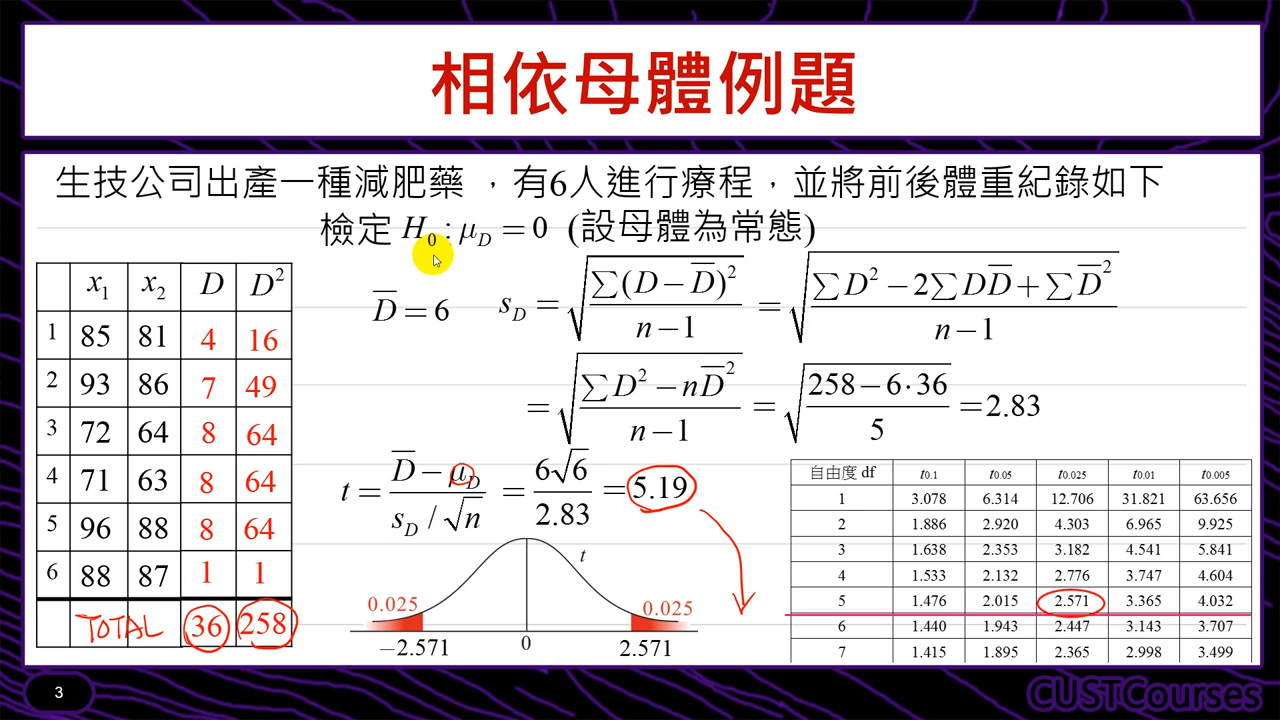 相依母體例題
生技公司出產一種減肥藥 ，有6人進行療程，並將前後體重紀錄如下
檢定 H₀ : μ_D = 0 (設母體為常態)
x₁ x₂ D D²
1 85 81 4 16
2 93 86 7 49
3 72 64 8 64
4 71 63 8 64
5 96 88 8 64
6 88 87 1 1
TOTAL 36 258
D̅ = 6
s_D = √(∑(D − D̅)² / (n − 1)) = √((∑D² − 2∑DD̅ + ∑D̅²) / (n − 1))
= √((∑D² − nD̅²) / (n − 1)) = √((258 − 6·36) / 5) = 2.83
t = (D̅ − μ_D) / (s_D / √n) = 6√6 / 2.83 = 5.19
t
0.025 0.025
−2.571 0 2.571
自由度 df t0.1 t0.05 t0.025 t0.01 t0.005
1 3.078 6.314 12.706 31.821 63.656
2 1.886 2.920 4.303 6.965 9.925
3 1.638 2.353 3.182 4.541 5.841
4 1.533 2.132 2.776 3.747 4.604
5 1.476 2.015 2.571 3.365 4.032
6 1.440 1.943 2.447 3.143 3.707
7 1.415 1.895 2.365 2.998 3.499
3
CUSTCourses